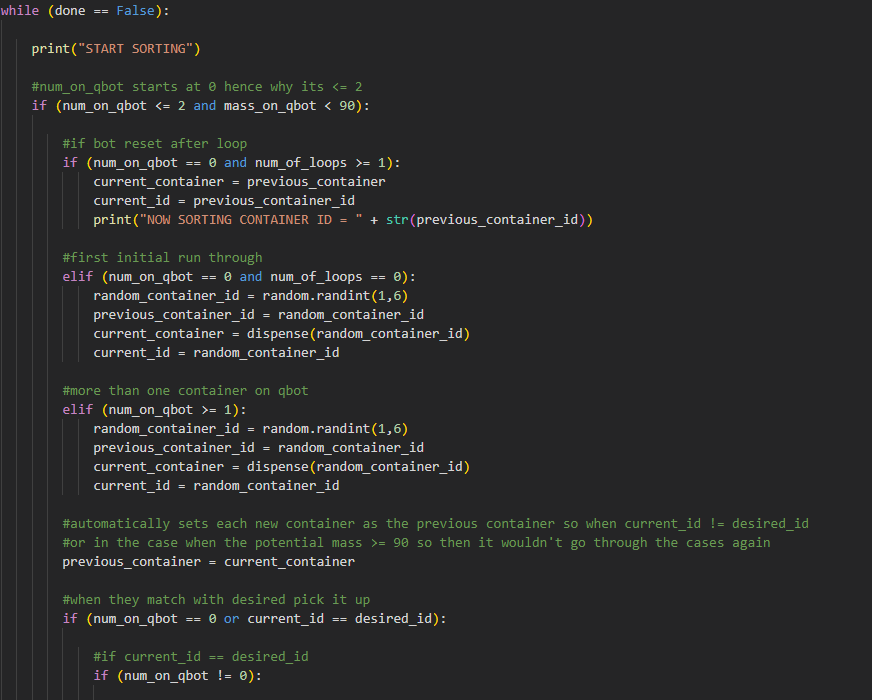 while (done == False):
print("START SORTING")
#num_on_qbot starts at 0 hence why its <= 2
if (num_on_qbot <= 2 and mass_on_qbot < 90):
#if bot reset after loop
if (num_on_qbot == 0 and num_of_loops >= 1):
current_container = previous_container
current_id = previous_container_id
print("NOW SORTING CONTAINER ID = " + str(previous_container_id))
#first initial run through
elif (num_on_qbot == 0 and num_of_loops == 0):
random_container_id = random.randint(1,6)
previous_container_id = random_container_id
current_container = dispense(random_container_id)
current_id = random_container_id
#more than one container on qbot
elif (num_on_qbot >= 1):
random_container_id = random.randint(1,6)
previous_container_id = random_container_id
current_container = dispense(random_container_id)
current_id = random_container_id
#automatically sets each new container as the previous container so when current_id != desired_id
#or in the case when the potential mass >= 90 so then it wouldn't go through the cases again
previous_container = current_container
#when they match with desired pick it up
if (num_on_qbot == 0 or current_id == desired_id):
#if current_id == desired_id
if (num_on_qbot != 0):